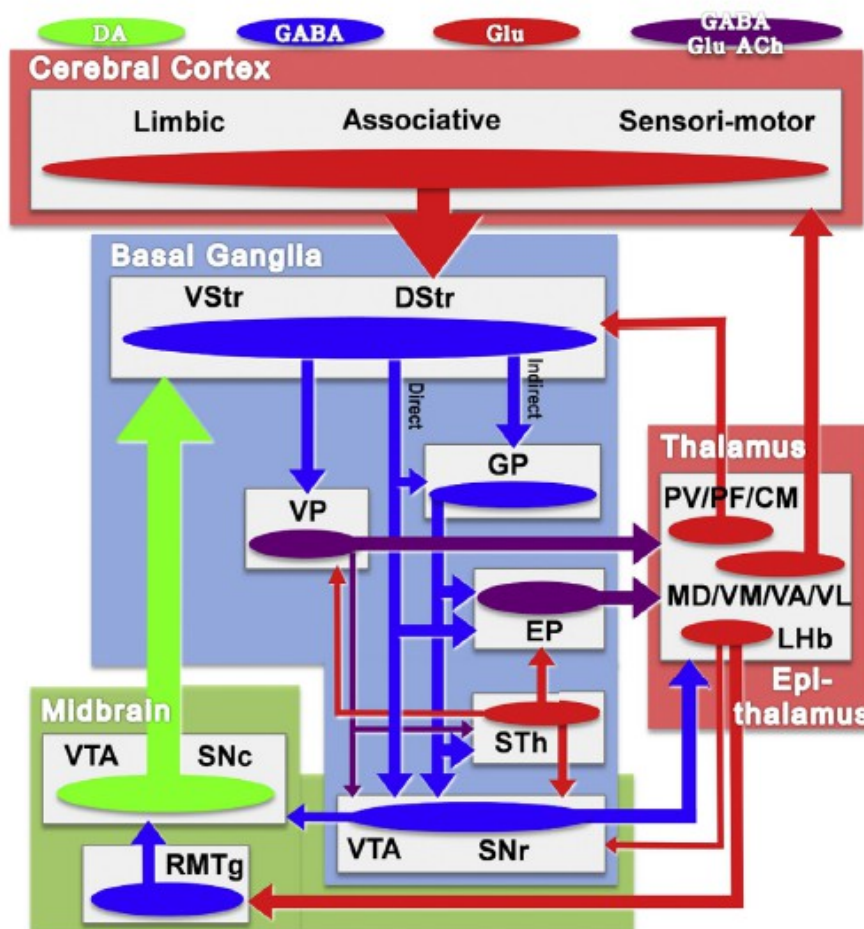 DA GABA Glu GABA
Glu ACh
Cerebral Cortex
Limbic Associative Sensori-motor
Basal Ganglia
VStr DStr
Direct
Indirect
GP
VP
Thalamus
PV/PF/CM
MD/VM/VA/VL
EP
LHb
Epi-
thalamus
Midbrain
VTA SNc
STh
VTA SNr
RMTg